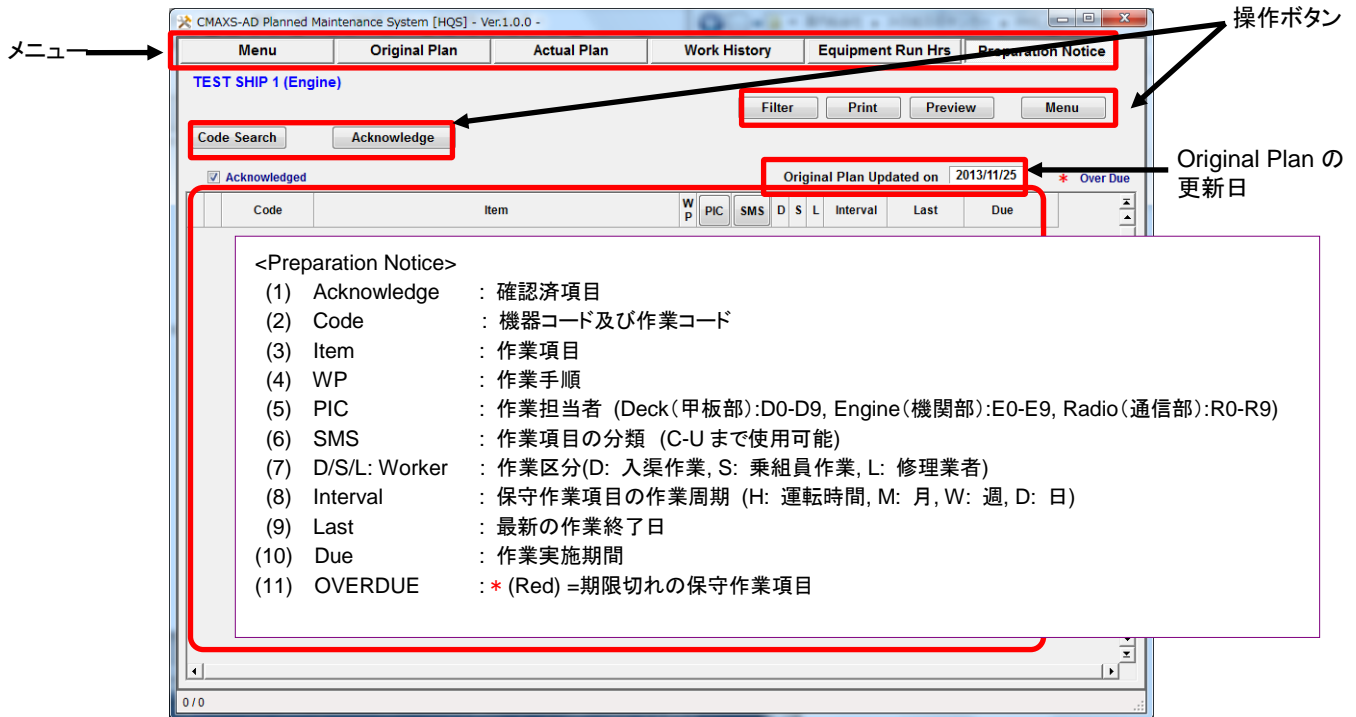 CMAXS-AD Planned Maintenance System [HQS] - Ver.1.0.0 -
操作ボタン
メニュー
Menu Original Plan Actual Plan Work History Equipment Run Hrs Preparation Notice
TEST SHIP 1 (Engine)
Filter Print Preview Menu
Code Search Acknowledge
Original Plan の
更新日
Acknowledged Original Plan Updated on 2013/11/25 * Over Due
Code Item WP PIC SMS D S L Interval Last Due
<Preparation Notice>
(1) Acknowledge : 確認済項目
(2) Code : 機器コード及び作業コード
(3) Item : 作業項目
(4) WP : 作業手順
(5) PIC : 作業担当者 (Deck(甲板部):D0-D9, Engine(機関部):E0-E9, Radio(通信部):R0-R9)
(6) SMS : 作業項目の分類 (C-U まで使用可能)
(7) D/S/L: Worker : 作業区分(D: 入渠作業, S: 乗組員作業, L: 修理業者)
(8) Interval : 保守作業項目の作業周期 (H: 運転時間, M: 月, W: 週, D: 日)
(9) Last : 最新の作業終了日
(10) Due : 作業実施期間
(11) OVERDUE : * (Red) =期限切れの保守作業項目
0 / 0